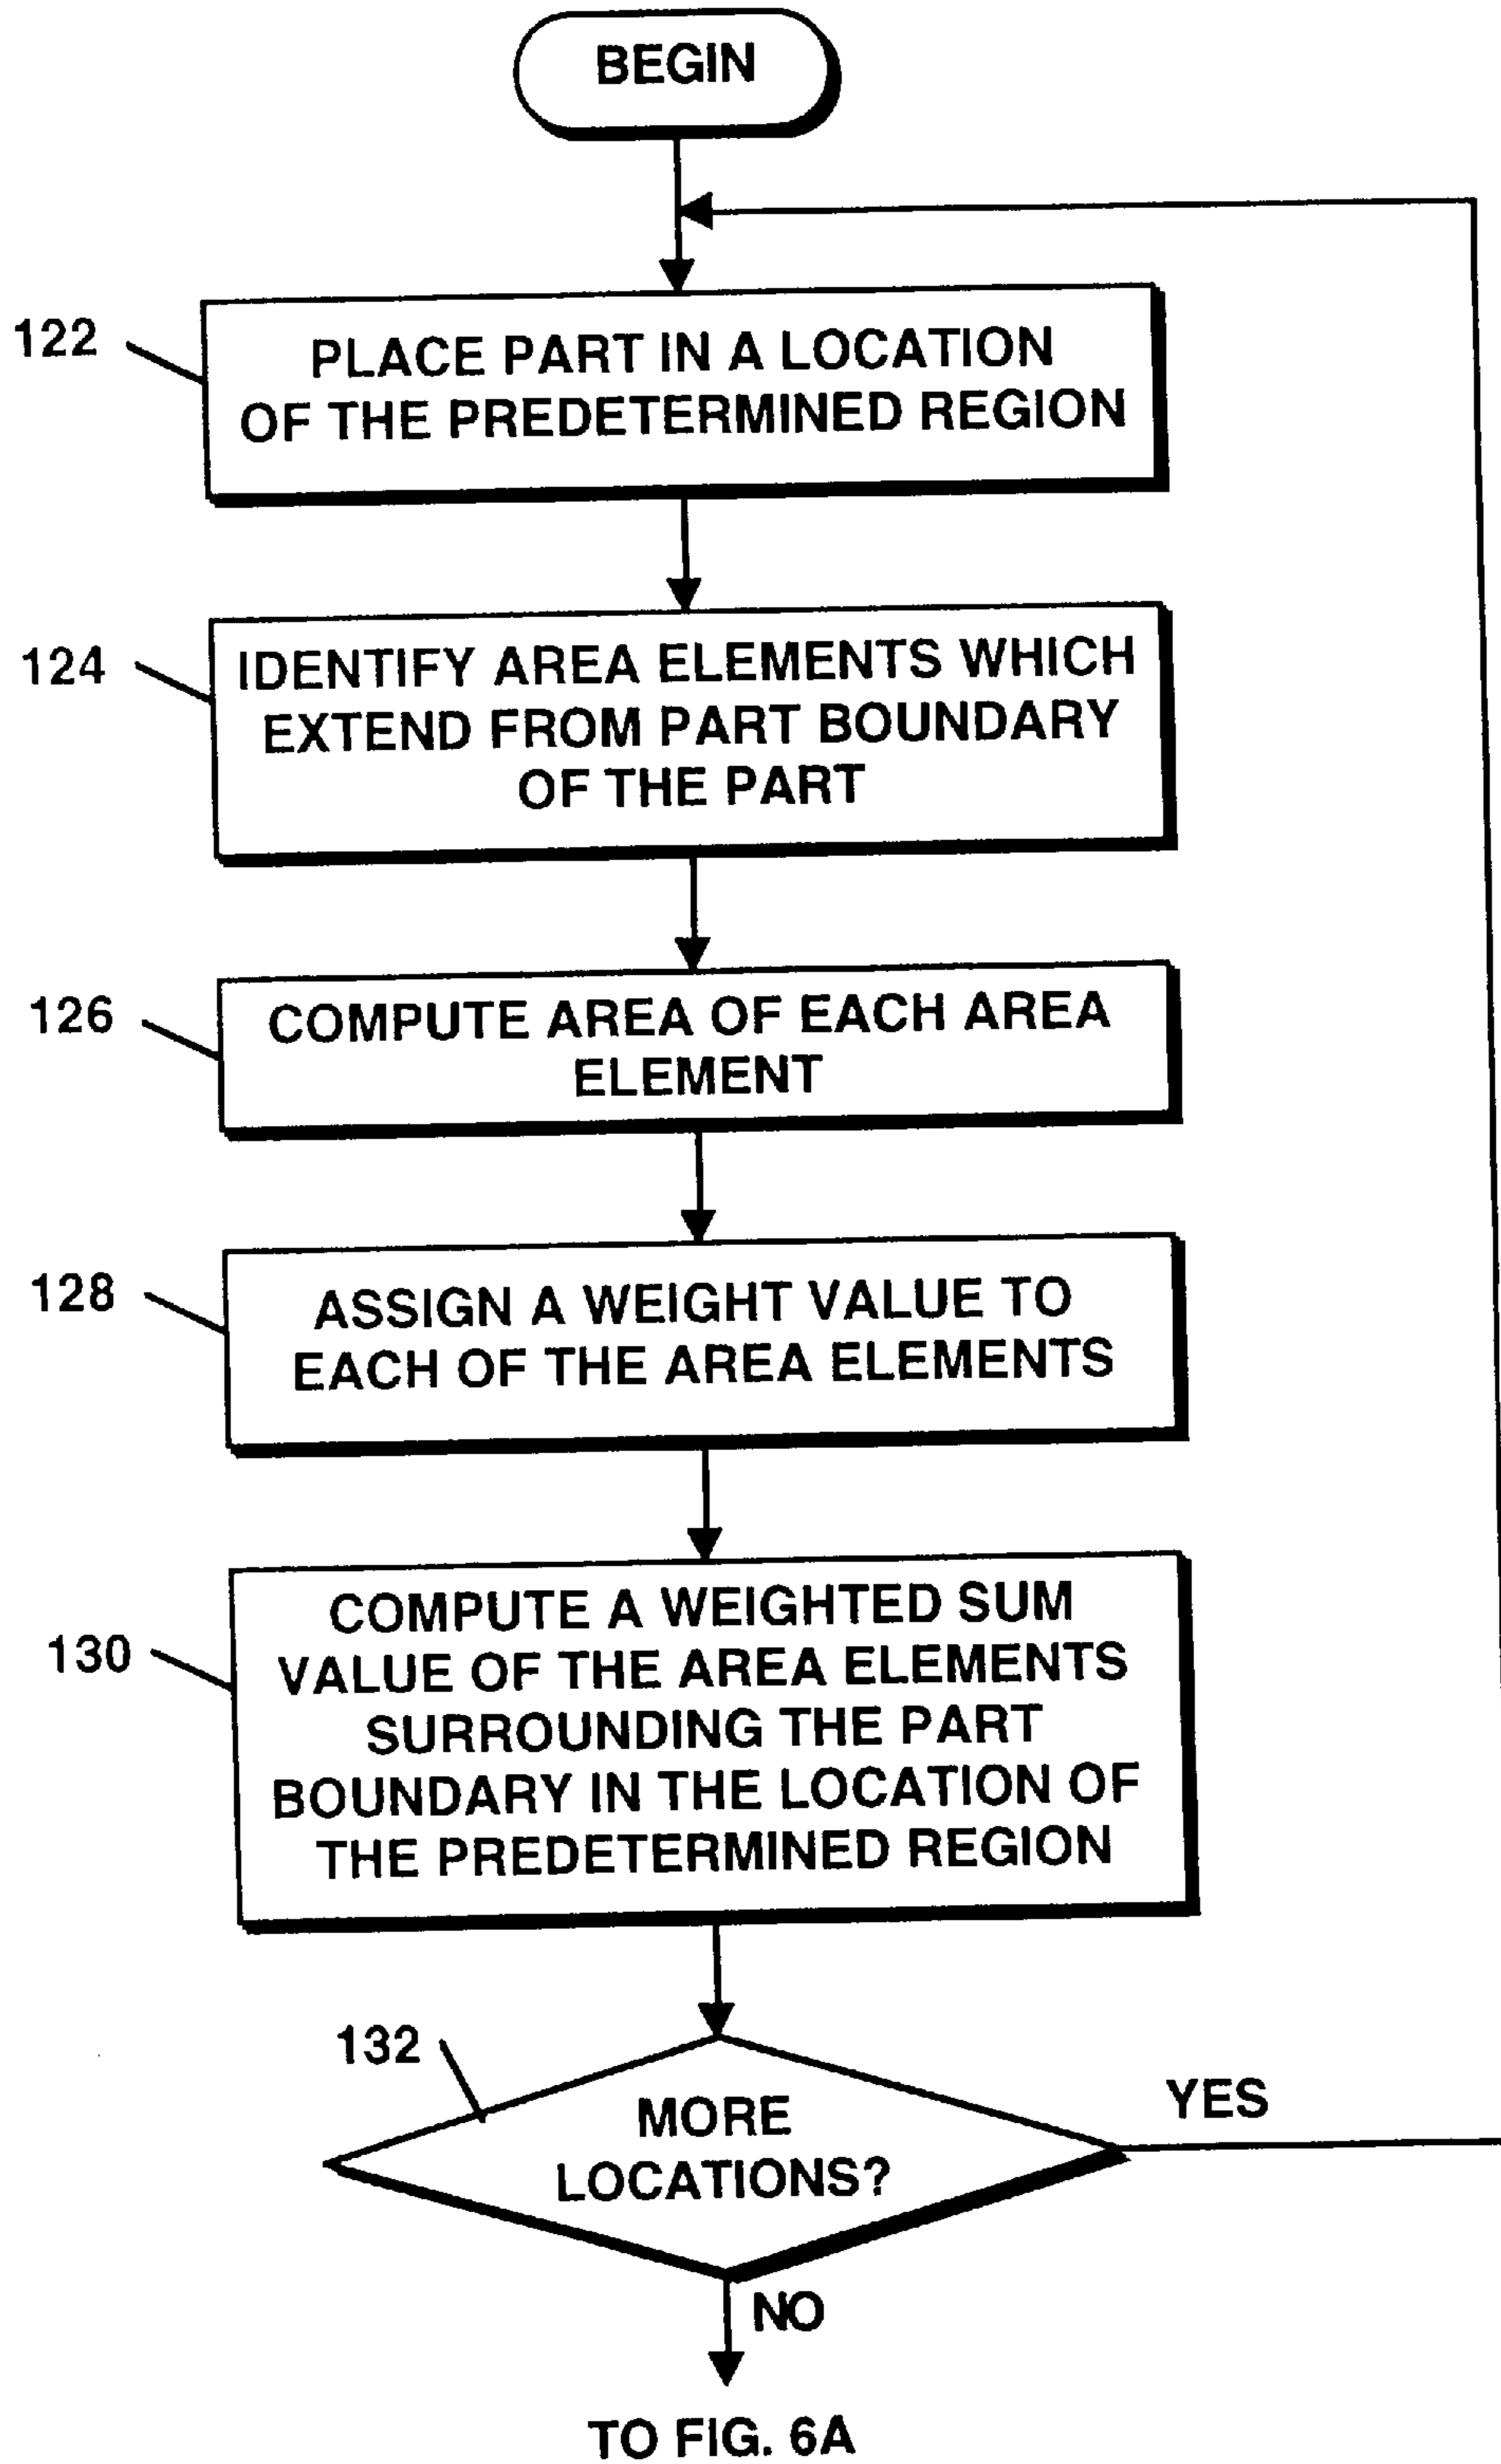 BEGIN
122
PLACE PART IN A LOCATION
OF THE PREDETERMINED REGION
124
IDENTIFY AREA ELEMENTS WHICH
EXTEND FROM PART BOUNDARY
OF THE PART
126
COMPUTE AREA OF EACH AREA
ELEMENT
128
ASSIGN A WEIGHT VALUE TO
EACH OF THE AREA ELEMENTS
130
COMPUTE A WEIGHTED SUM
VALUE OF THE AREA ELEMENTS
SURROUNDING THE PART
BOUNDARY IN THE LOCATION OF
THE PREDETERMINED REGION
132
MORE
LOCATIONS?
YES
NO
TO FIG. 6A